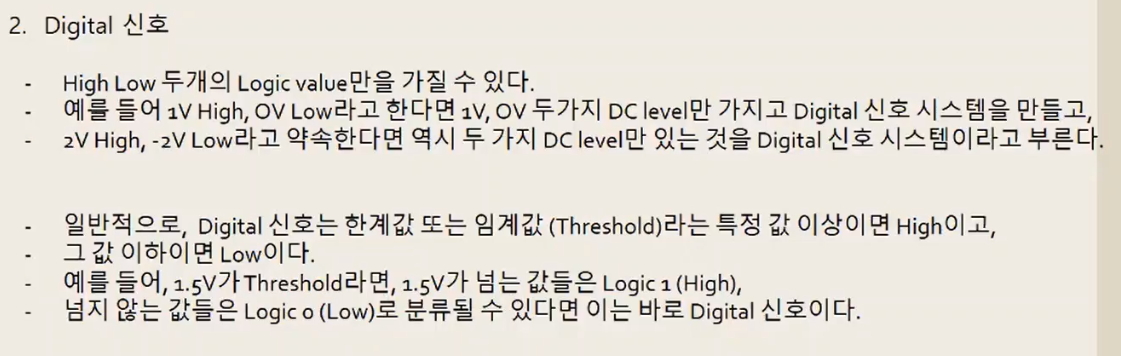 2. Digital 신호
- High Low 두개의 Logic value만을 가질 수 있다.
- 예를 들어 1V High, 0V Low라고 한다면 1V, 0V 두가지 DC level만 가지고 Digital 신호 시스템을 만들고,
- 2V High, -2V Low라고 약속한다면 역시 두 가지 DC level만 있는 것을 Digital 신호 시스템이라고 부른다.
- 일반적으로, Digital 신호는 한계값 또는 임계값 (Threshold)라는 특정 값 이상이면 High이고,
- 그 값 이하이면 Low이다.
- 예를 들어, 1.5V가 Threshold라면, 1.5V가 넘는 값들은 Logic 1 (High),
- 넘지 않는 값들은 Logic 0 (Low)로 분류될 수 있다면 이는 바로 Digital 신호이다.